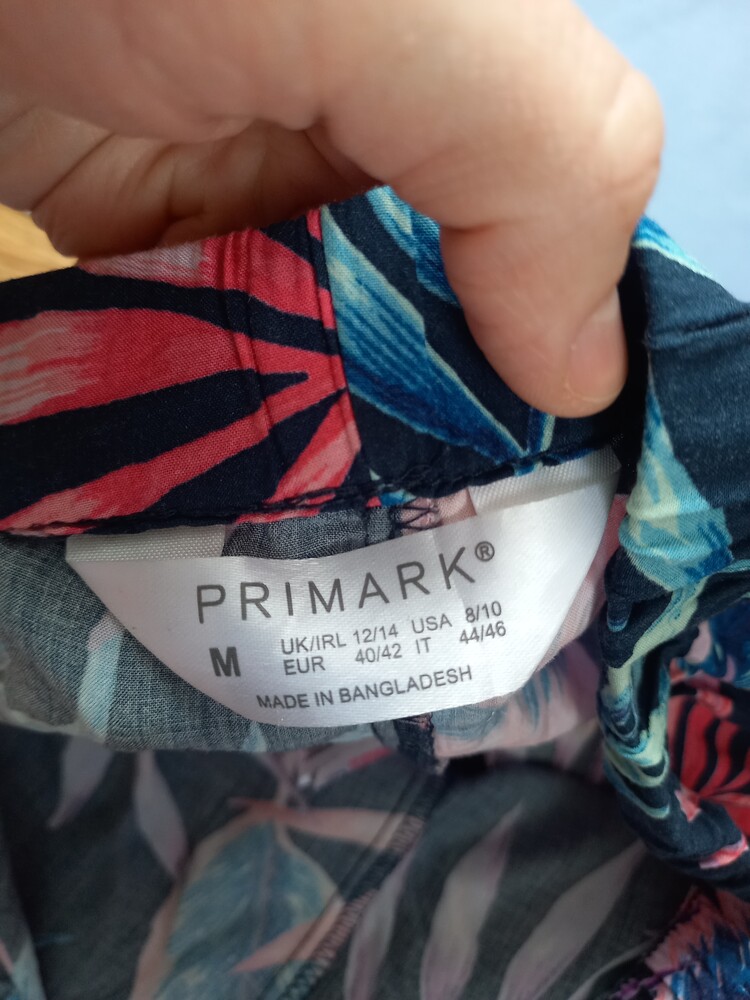 PRIMARK®
M UK/IRL 12/14 USA 8/10
EUR 40/42 IT 44/46
MADE IN BANGLADESH